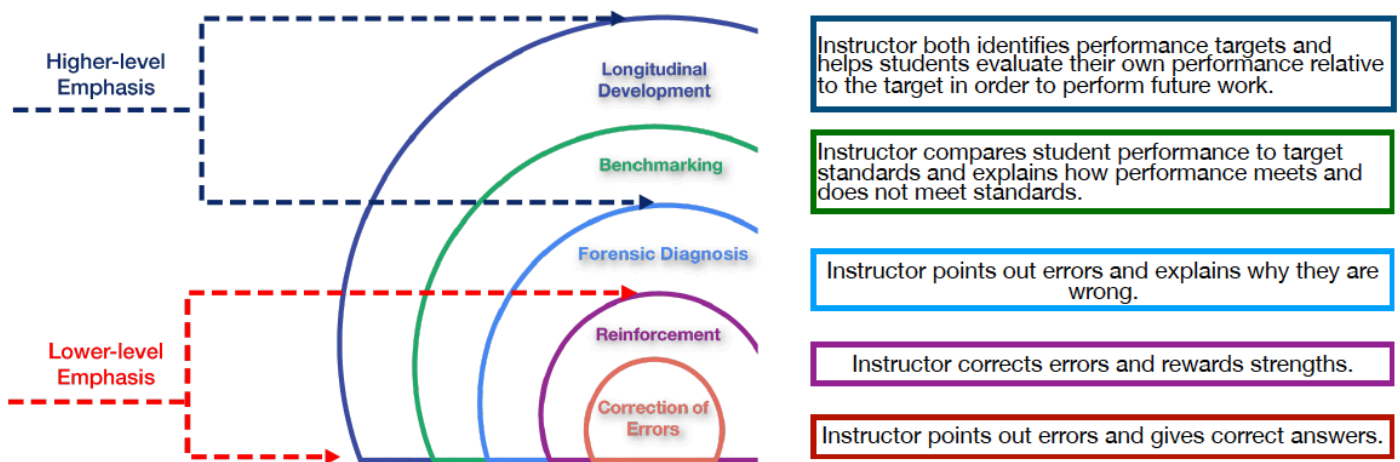 Higher-level
Emphasis
Longitudinal
Development
Instructor both identifies performance targets and
helps students evaluate their own performance relative
to the target in order to perform future work.
Benchmarking
Instructor compares student performance to target
standards and explains how performance meets and
does not meet standards.
Forensic Diagnosis
Instructor points out errors and explains why they are
wrong.
Lower-level
Emphasis
Reinforcement
Instructor corrects errors and rewards strengths.
Correction of
Errors
Instructor points out errors and gives correct answers.